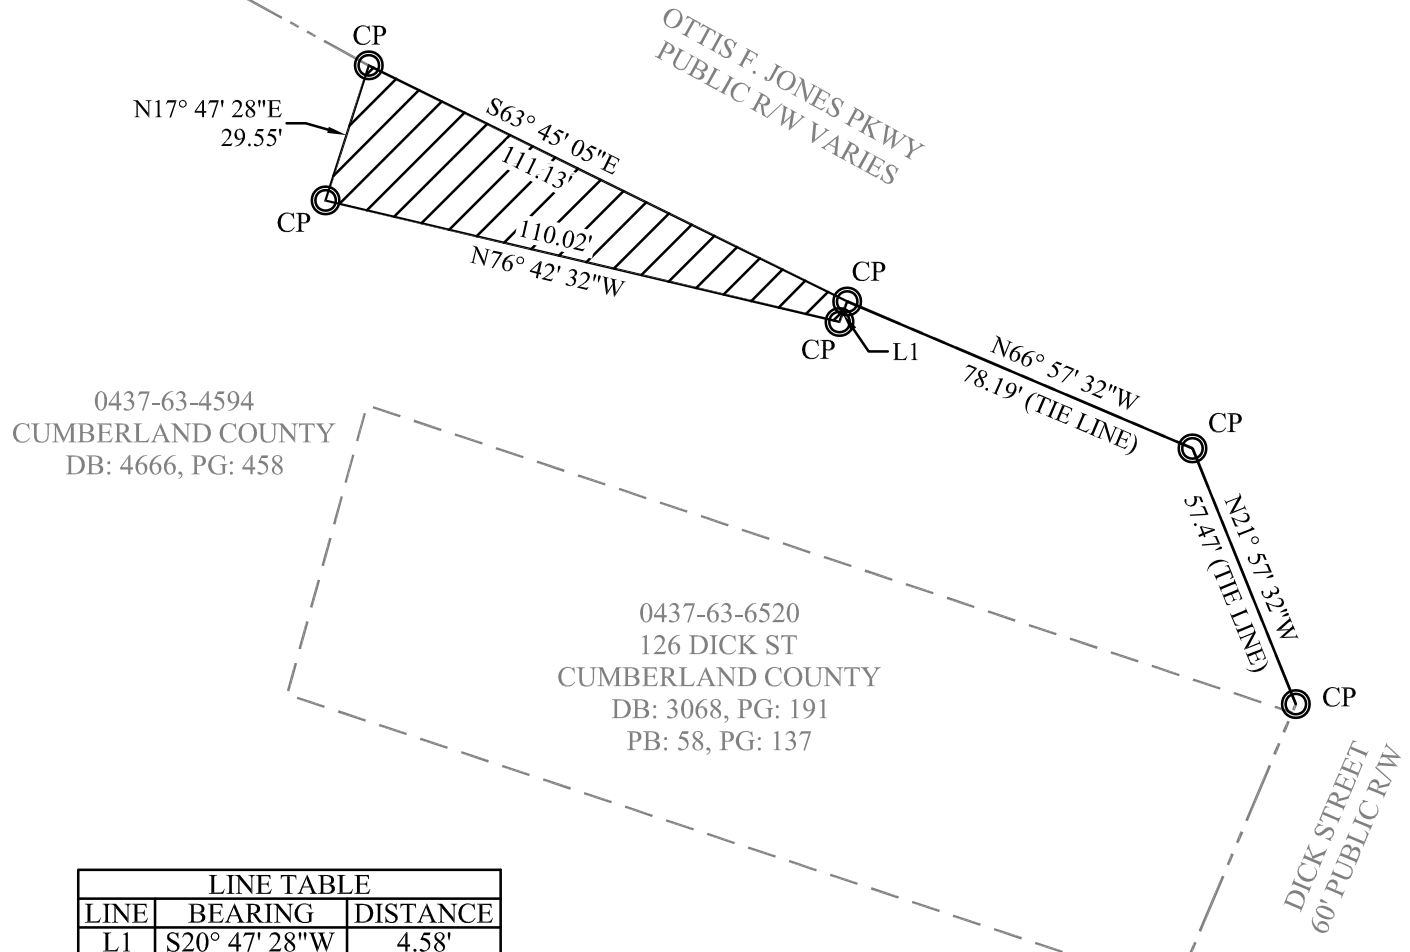 CP
OTTIS F. JONES PKWY
PUBLIC R/W VARIES
N17° 47' 28"E
29.55'
S63° 45' 05"E
111.13'
110.02'
N76° 42' 32"W
CP
CP
CP
L1
N66° 57' 32"W
78.19' (TIE LINE)
CP
0437-63-4594
CUMBERLAND COUNTY
DB: 4666, PG: 458
N21° 57' 32"W
57.47' (TIE LINE)
CP
0437-63-6520
126 DICK ST
CUMBERLAND COUNTY
DB: 3068, PG: 191
PB: 58, PG: 137
DICK STREET
60' PUBLIC R/W
LINE TABLE
LINE BEARING DISTANCE
L1 S20° 47' 28"W 4.58'